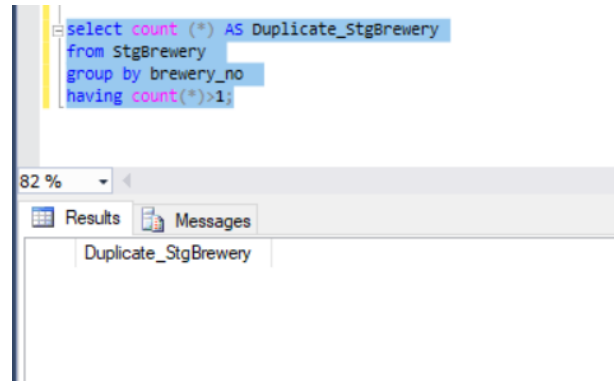 select count (*) AS Duplicate_StgBrewery
from StgBrewery
group by brewery_no
having count(*)>1;
82 %
Results Messages
Duplicate_StgBrewery